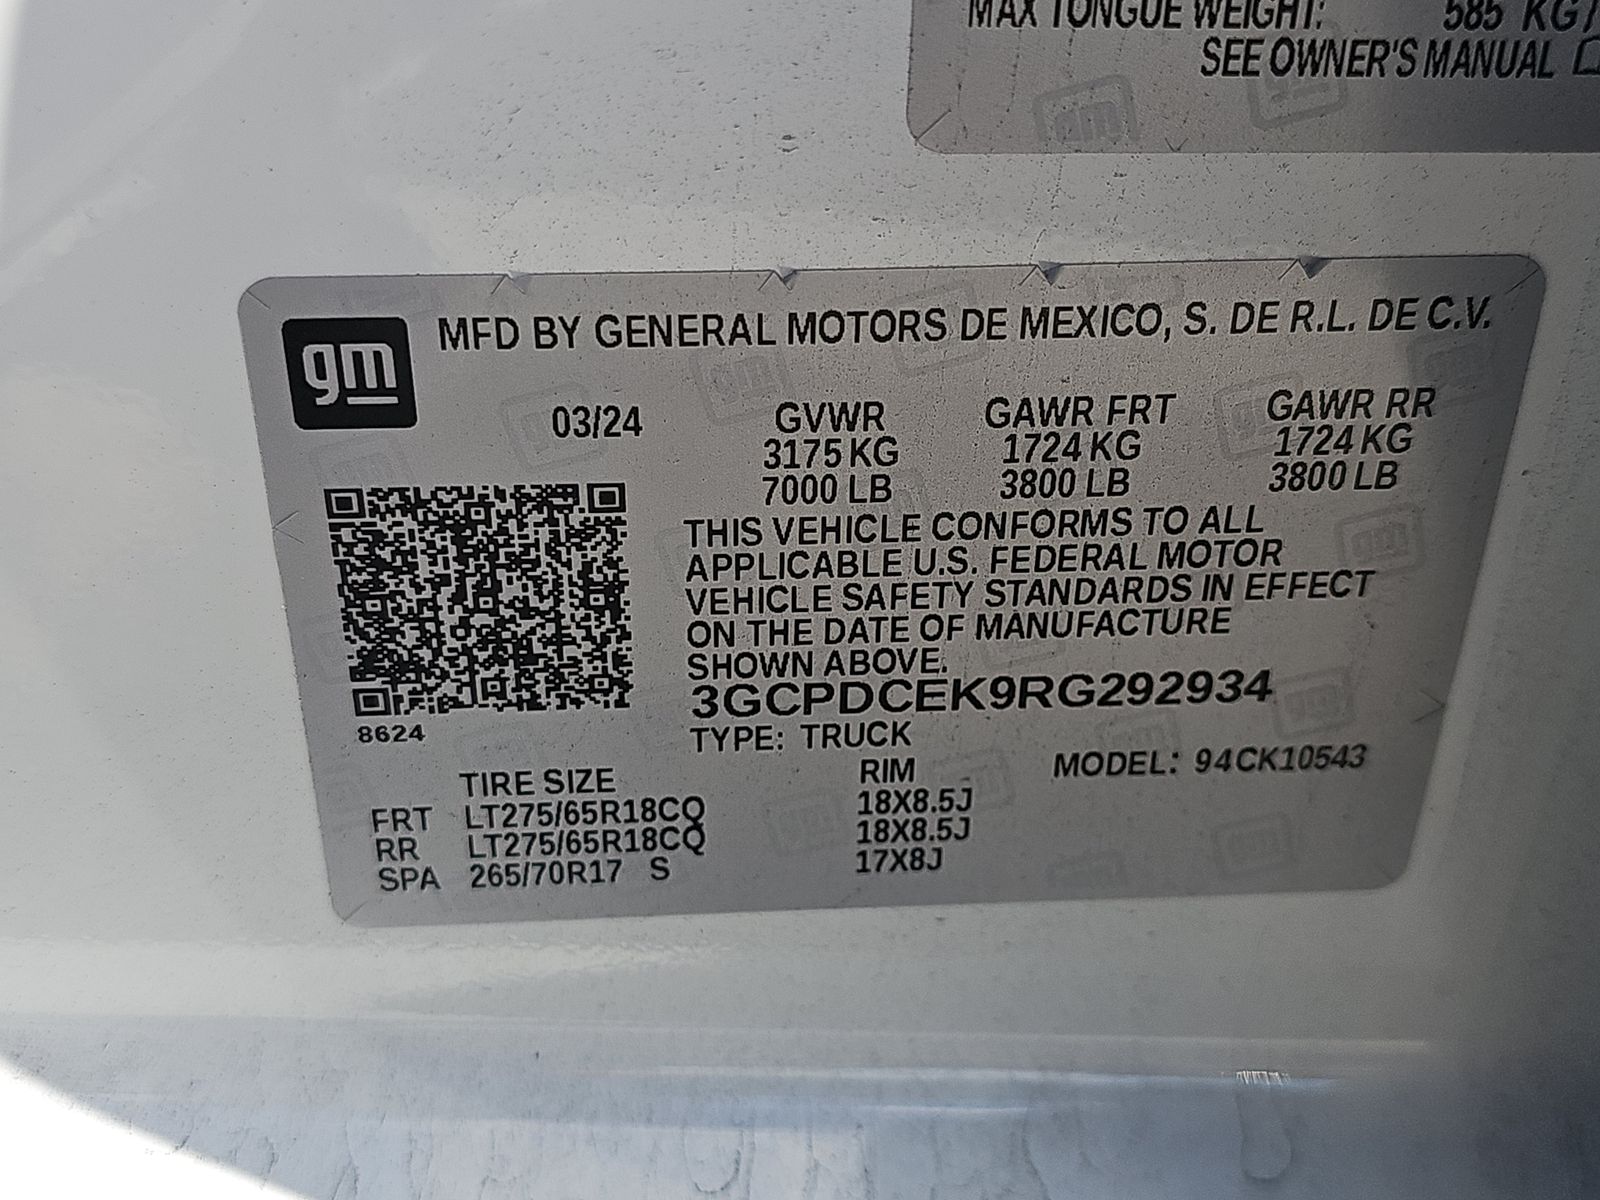 MAX TONGUE WEIGHT: 585 KG/
SEE OWNER'S MANUAL
gm
MFD BY GENERAL MOTORS DE MEXICO, S. DE R.L. DE C.V.
03/24 GVWR GAWR FRT GAWR RR
3175 KG 1724 KG 1724 KG
7000 LB 3800 LB 3800 LB
THIS VEHICLE CONFORMS TO ALL
APPLICABLE U.S. FEDERAL MOTOR
VEHICLE SAFETY STANDARDS IN EFFECT
ON THE DATE OF MANUFACTURE
SHOWN ABOVE.
3GCPDCEK9RG292934
8624
TYPE: TRUCK
MODEL: 94CK10543
TIRE SIZE RIM
FRT LT275/65R18CQ 18X8.5J
RR LT275/65R18CQ 18X8.5J
SPA 265/70R17 S 17X8J